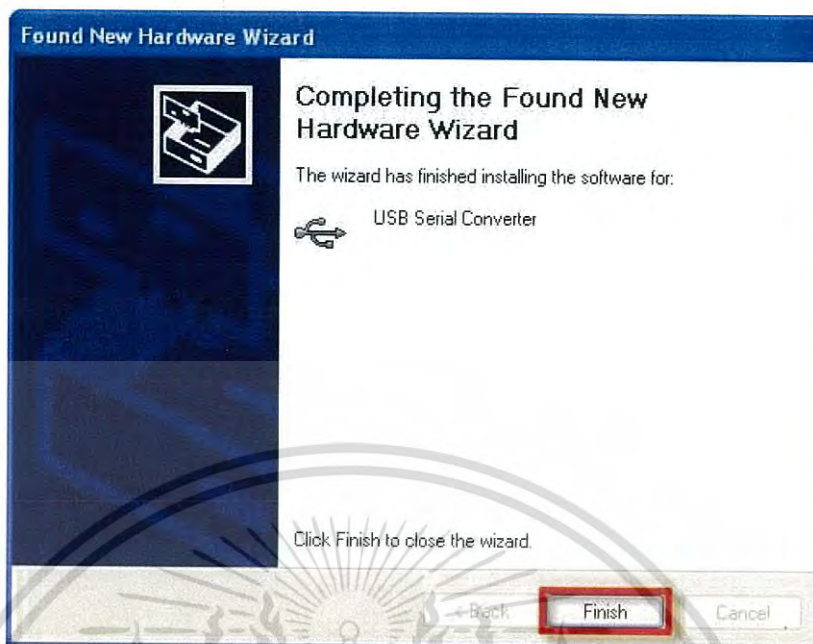 Found New Hardware Wizard
Completing the Found New
Hardware Wizard
The wizard has finished installing the software for:
USB Serial Converter
Click Finish to close the wizard.
< Back
Finish
Cancel